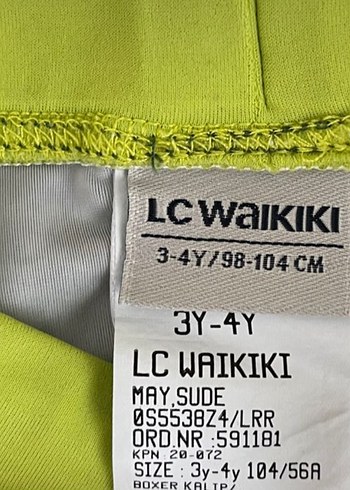 LC WaIKIKI
3-4Y/98-104 CM
3Y-4Y
LC WAIKIKI
MAY,SUDE
0S5538Z4/LRR
ORD.NR :591181
KPN: 20-072
SIZE : 3y-4y 104/56A
BOXER KALIP/